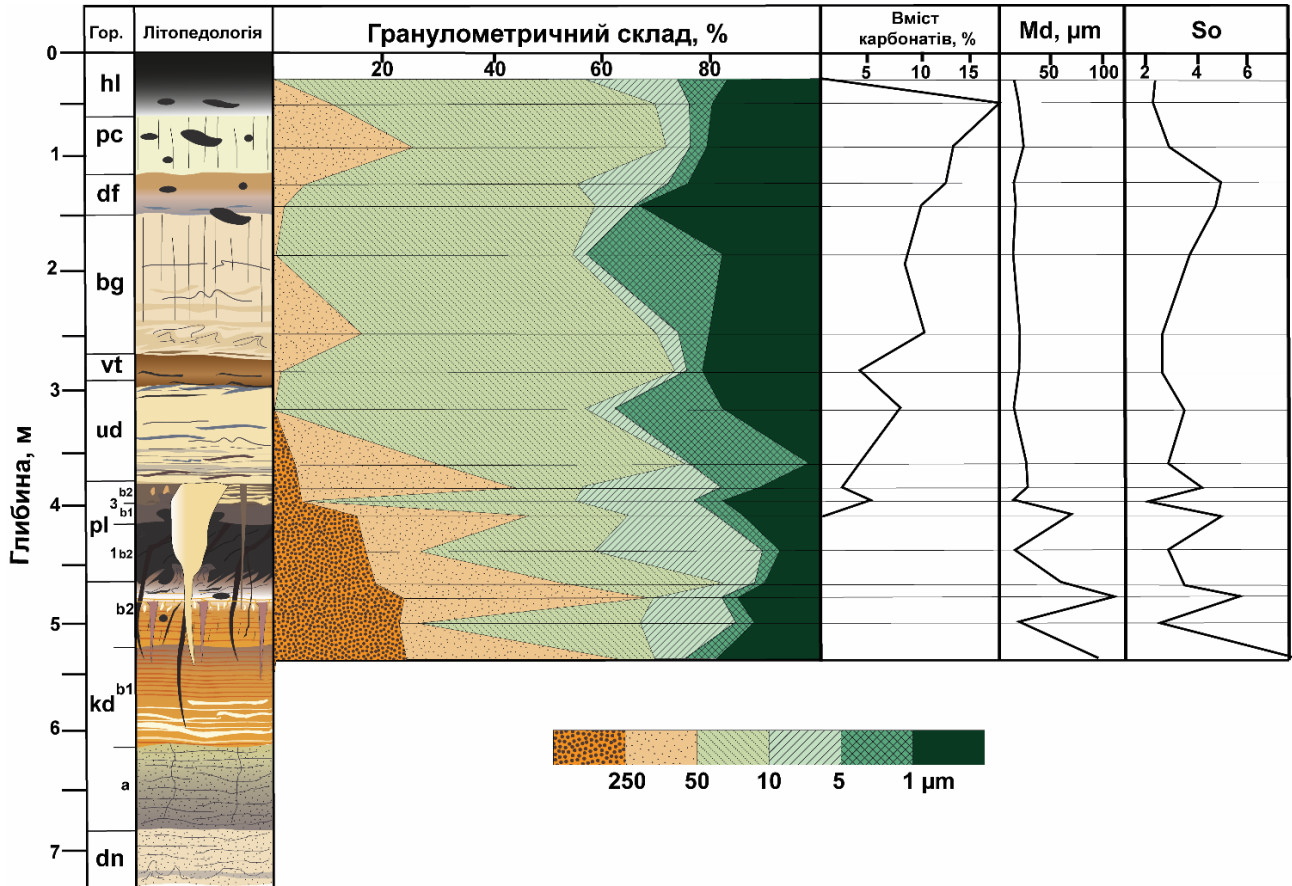 Гор.
Літопедологія
Гранулометричний склад, %
Вміст
карбонатів, %
Md, µm
So
20
40
60
80
5
10
15
50
100
2
4
6
Глибина, м
0
1
2
3
4
5
6
7
hl
pc
df
bg
vt
ud
b2
3
b1
pl
1 b2
b2
b1
kd
a
dn
250
50
10
5
1 µm